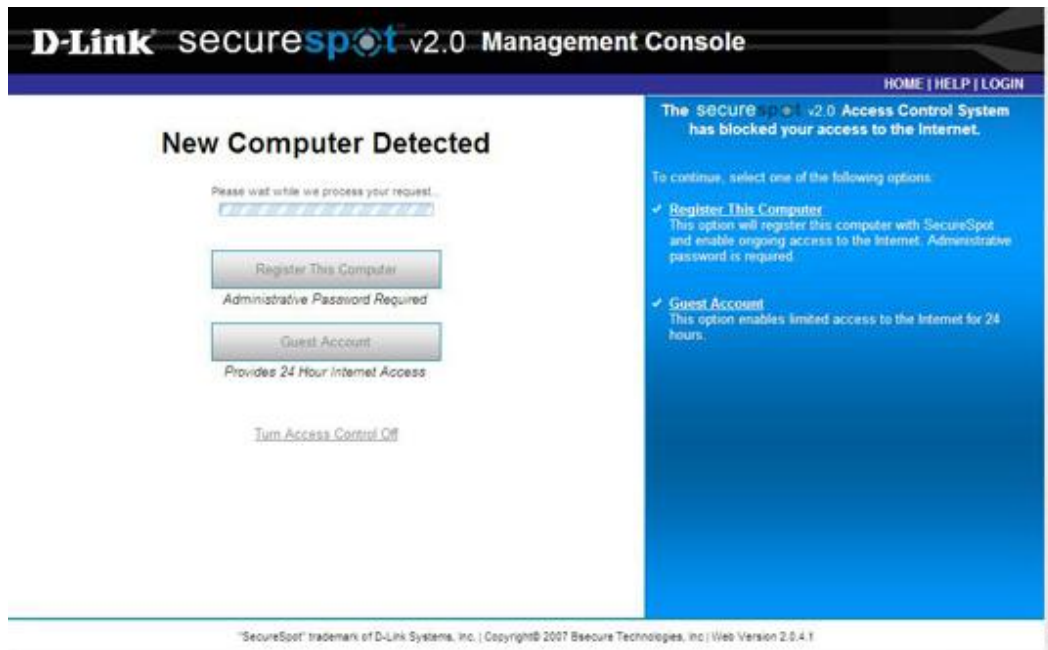 D-Link securespot v2.0 Management Console
HOME | HELP | LOGIN
New Computer Detected
Please wait while we process your request...
Register This Computer
Administrative Password Required
Guest Account
Provides 24 Hour Internet Access
Turn Access Control Off
The securespot v2.0 Access Control System
has blocked your access to the Internet.
To continue, select one of the following options:
Register This Computer
This option will register this computer with SecureSpot
and enable ongoing access to the Internet. Administrative
password is required
Guest Account
This option enables limited access to the Internet for 24
hours.
"SecureSpot" trademark of D-Link Systems, Inc. | Copyright© 2007 Bsecure Technologies, Inc | Web Version 2.0.4.1